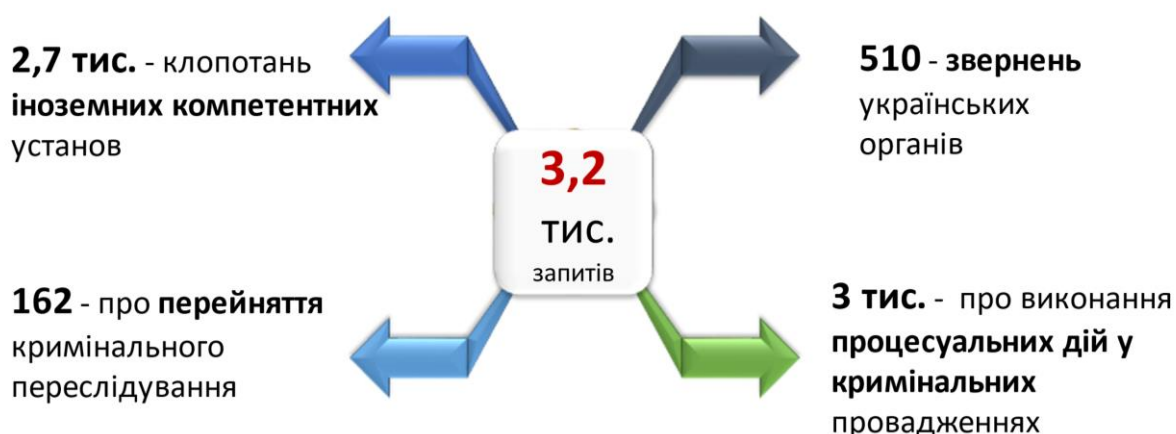 2,7 тис. - клопотань
іноземних компетентних
установ
510 - звернень
українських
органів
3,2
тис.
запитів
162 - про перейняття
кримінального
переслідування
3 тис. - про виконання
процесуальних дій у
кримінальних
провадженнях